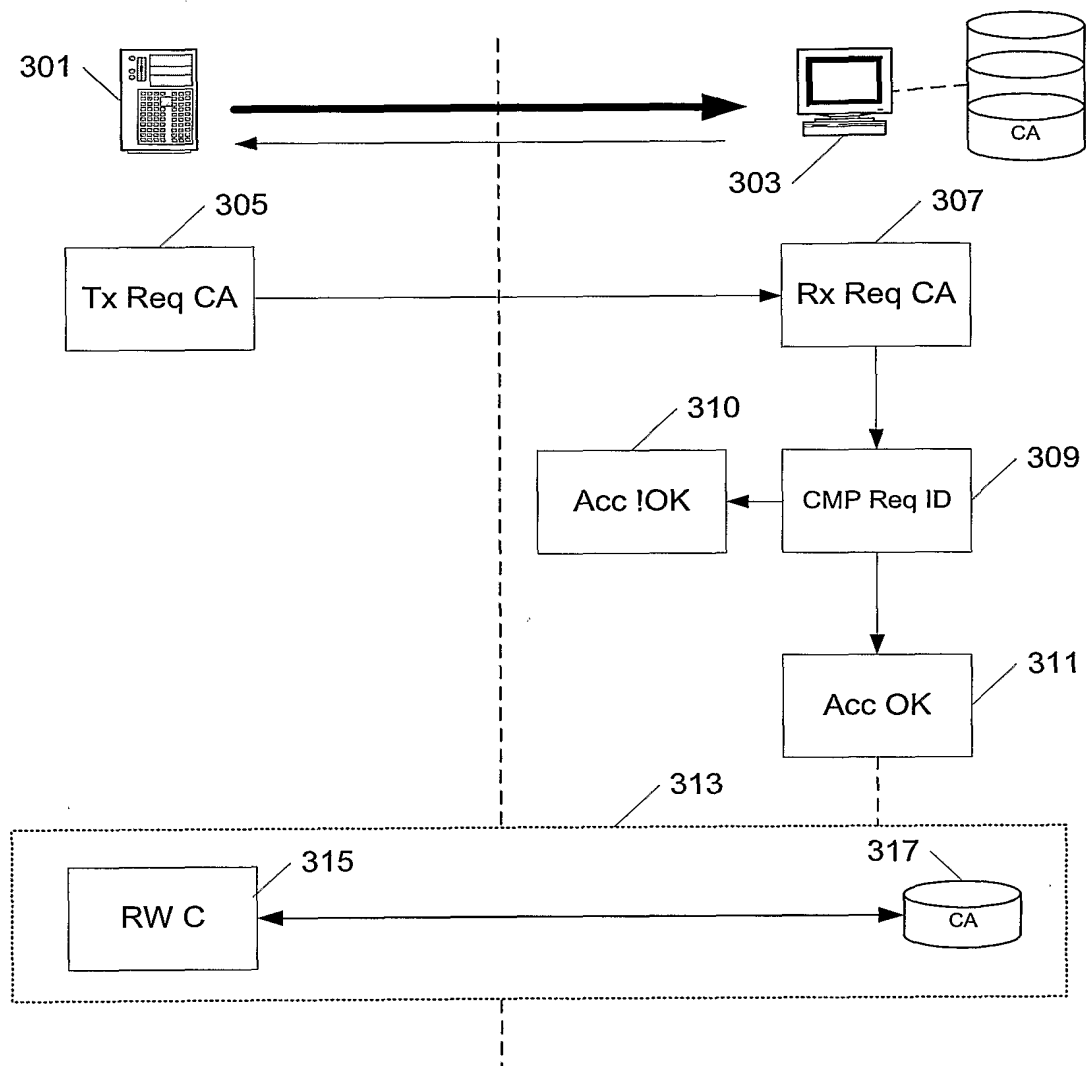 301
CA
303
305
307
Tx Req CA
Rx Req CA
310
309
Acc !OK
CMP Req ID
311
Acc OK
313
315
317
RW C
CA